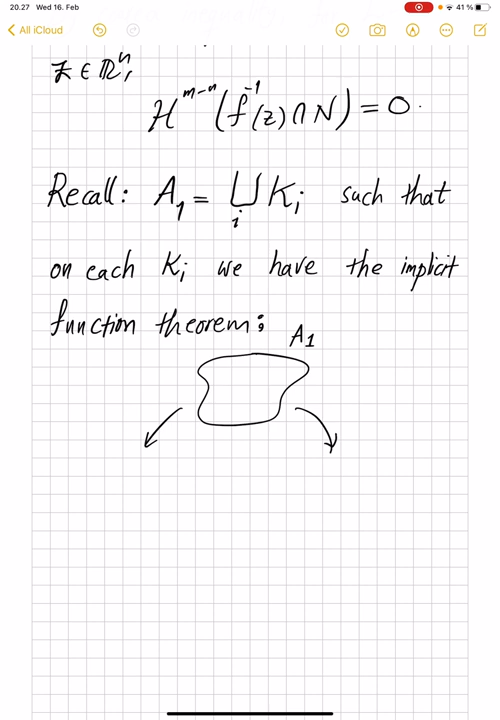 20.27 Wed 16. Feb 41 %
All iCloud
z ∈ ℝⁿ,
ℋᵐ⁻ⁿ(f⁻¹(z) ∩ N) = 0.
Recall: A₁ = ⋃ᵢ Kᵢ such that
on each Kᵢ we have the implicit
function theorem:
A1